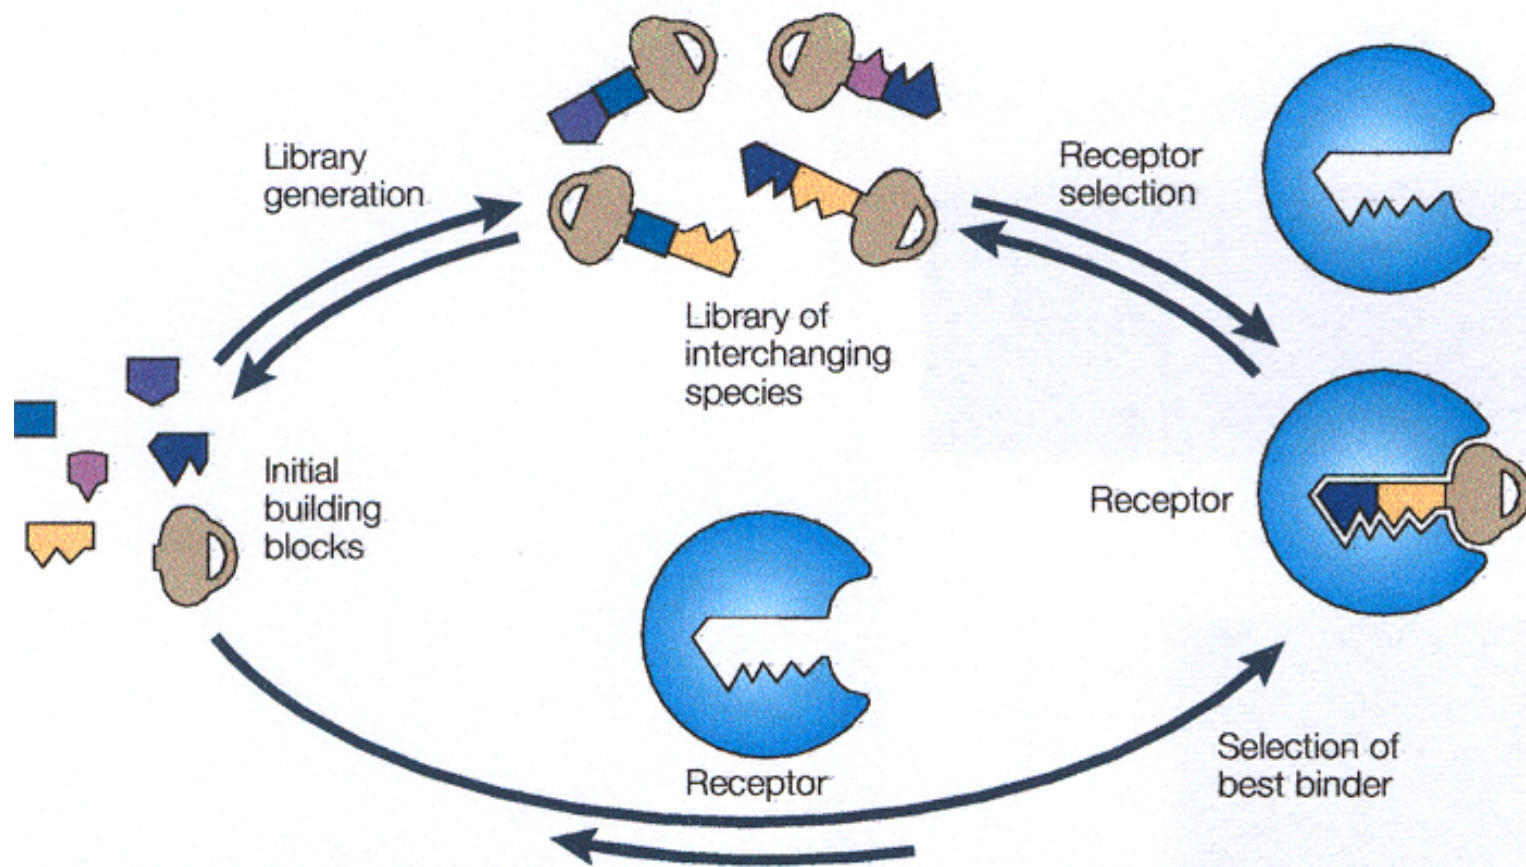 Library
generation
Receptor
selection
Library of
interchanging
species
Initial
building
blocks
Receptor
Receptor
Selection of
best binder